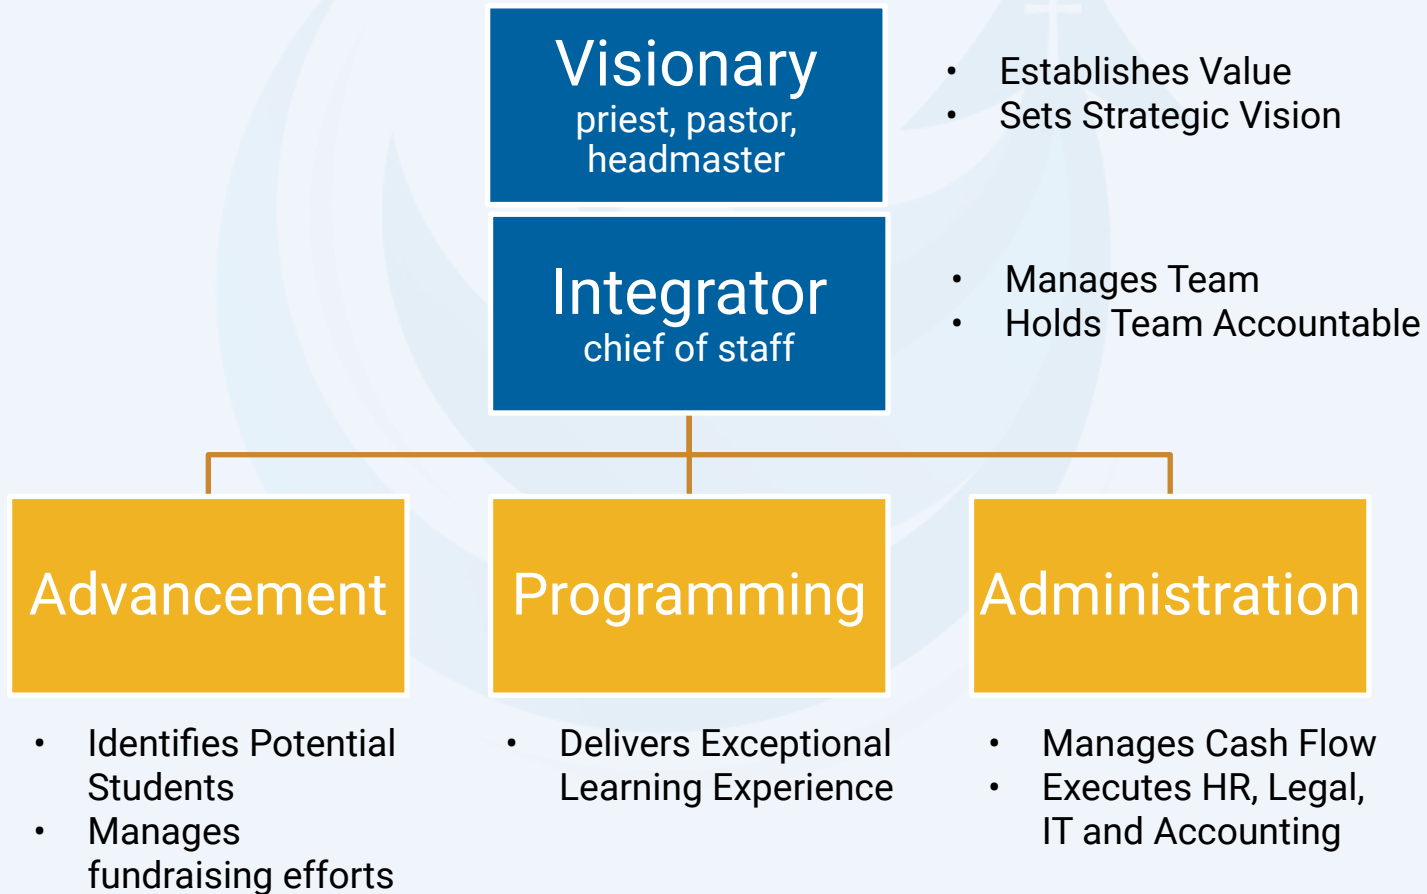 Visionary
priest, pastor,
headmaster
• Establishes Value
• Sets Strategic Vision
Integrator
chief of staff
• Manages Team
• Holds Team Accountable
Advancement
Programming
Administration
• Identifies Potential
Students
• Manages
fundraising efforts
• Delivers Exceptional
Learning Experience
• Manages Cash Flow
• Executes HR, Legal,
IT and Accounting